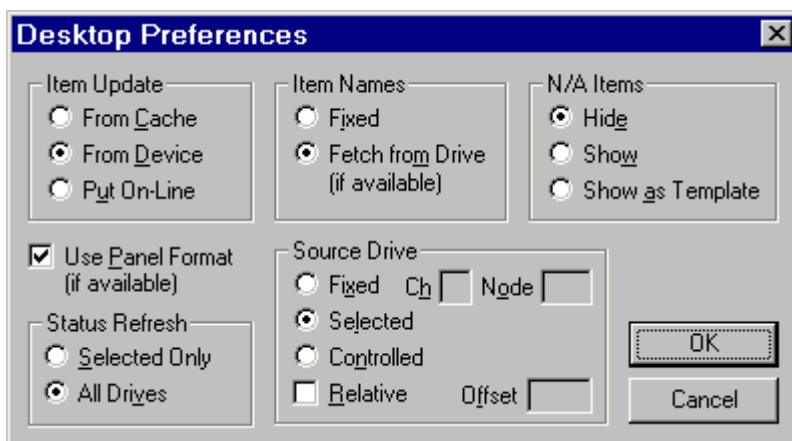 Desktop Preferences
Item Update
From Cache
From Device
Put On-Line
Item Names
Fixed
Fetch from Drive
(if available)
N/A Items
Hide
Show
Show as Template
Use Panel Format
(if available)
Status Refresh
Selected Only
All Drives
Source Drive
Fixed Ch Node
Selected
Controlled
Relative Offset
OK
Cancel